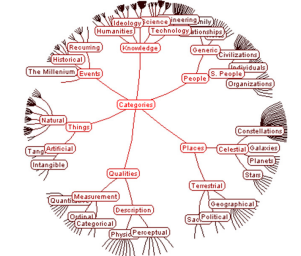 Ideology
Science
Humanities
Technology
Knowledge
Recurring
Historical
The Millenium
Events
Generic
Civilizations
People
S. People
Individuals
Organizations
Categories
Natural
Things
Artificial
Intangible
Places
Constellations
Celestial
Galaxies
Planets
Stars
Qualities
Measurement
Ordinal
Categorical
Description
Perceptual
Terrestrial
Geographical
Political